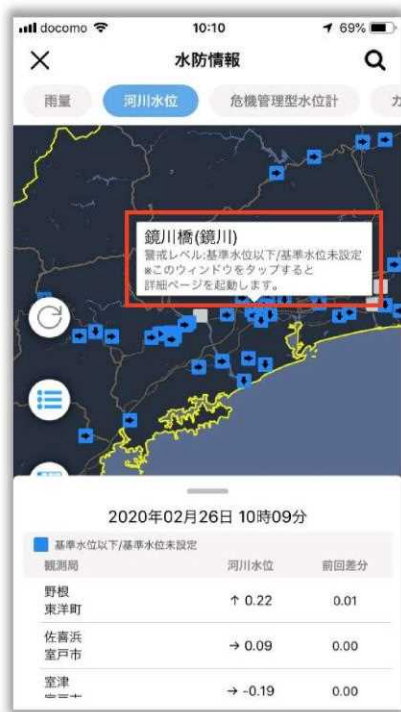 docomo 10:10 69%
水防情報
雨量 河川水位 危機管理型水位計
鏡川橋(鏡川)
警戒レベル:基準水位以下/基準水位未設定
※このウィンドウをタップすると
詳細ページを起動します。
2020年02月26日 10時09分
基準水位以下/基準水位未設定
観測局 河川水位 前回差分
野根
東洋町 ↑ 0.22 0.01
佐喜浜
室戸市 → 0.09 0.00
室津
→ -0.19 0.00